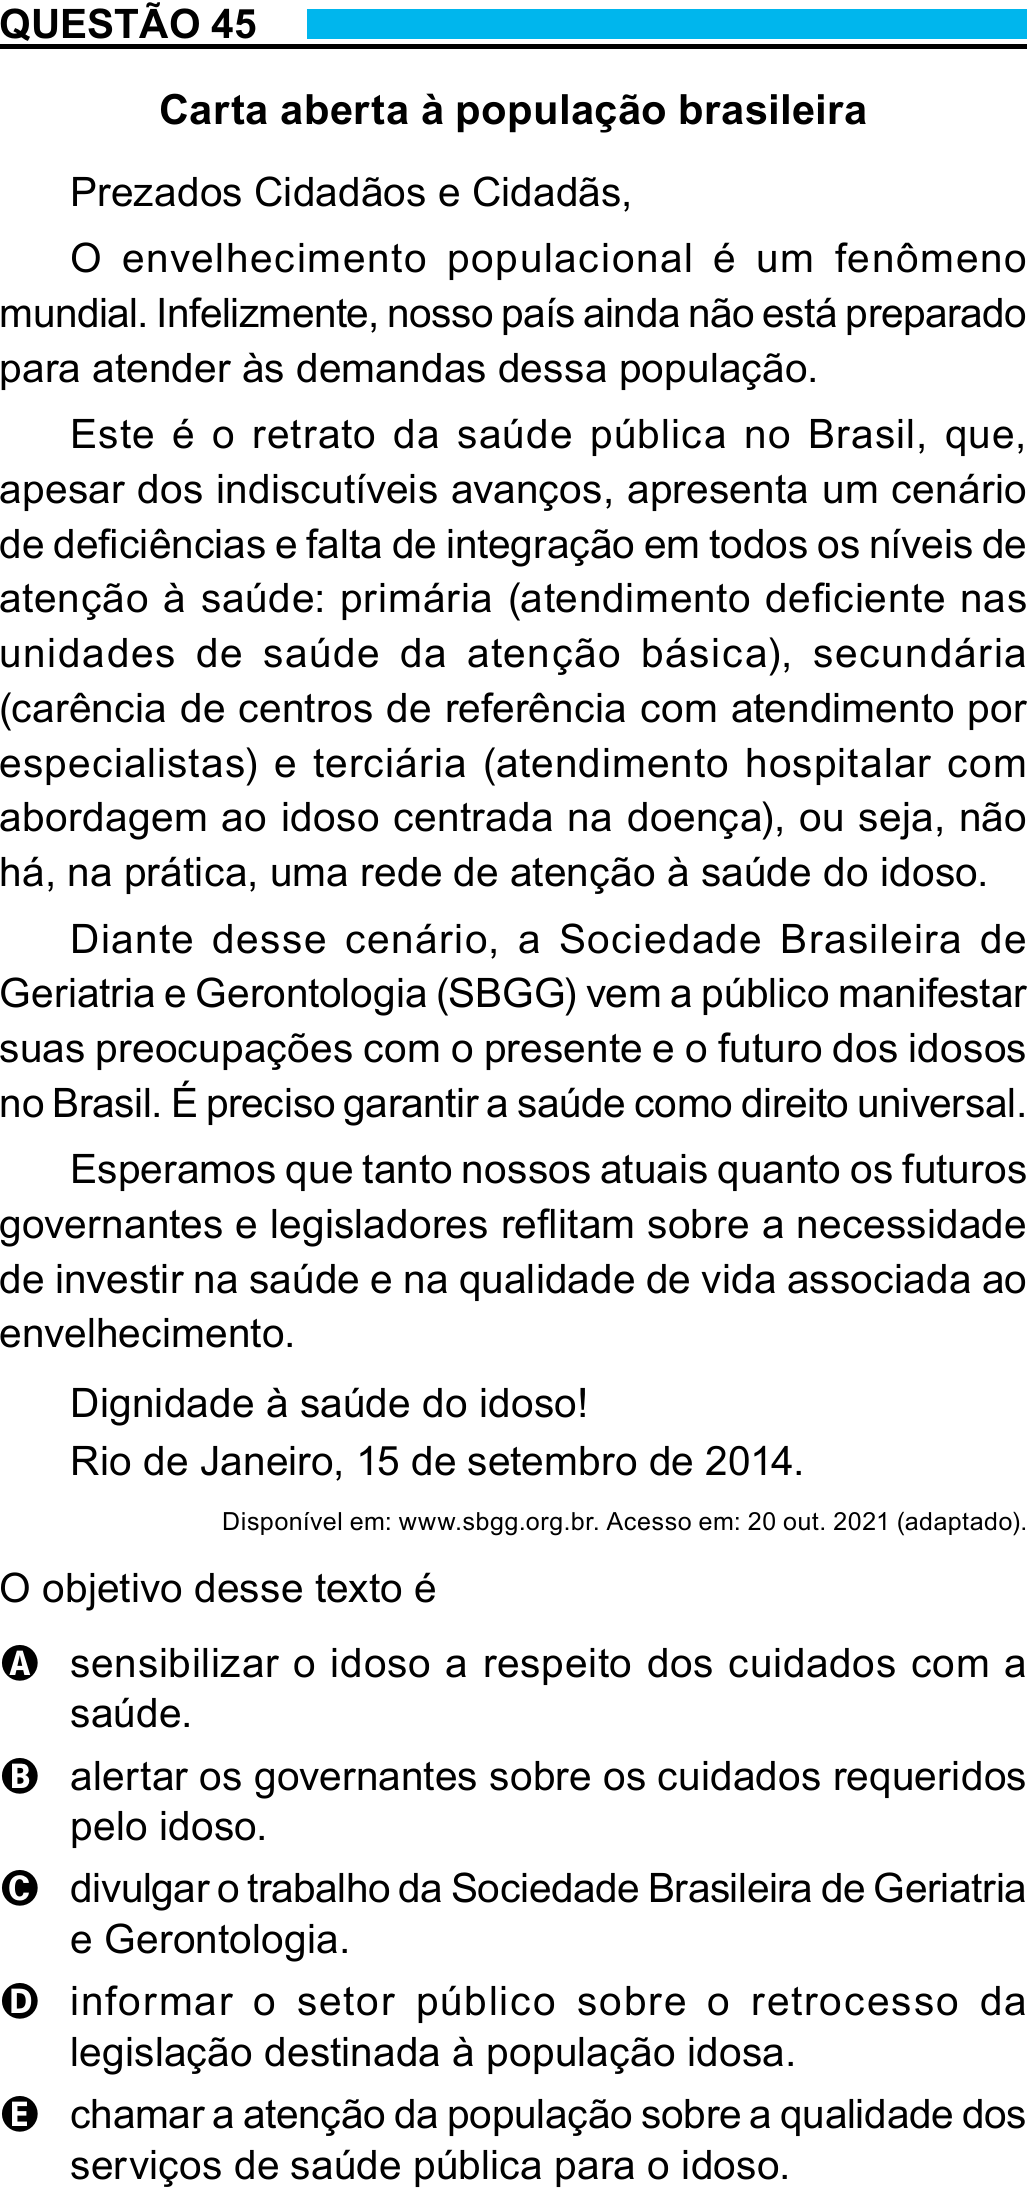 QUESTÃO 45
Carta aberta à população brasileira
Prezados Cidadãos e Cidadãs,
O envelhecimento populacional é um fenômeno
mundial. Infelizmente, nosso país ainda não está preparado
para atender às demandas dessa população.
Este é o retrato da saúde pública no Brasil, que,
apesar dos indiscutíveis avanços, apresenta um cenário
de deficiências e falta de integração em todos os níveis de
atenção à saúde: primária (atendimento deficiente nas
unidades de saúde da atenção básica), secundária
(carência de centros de referência com atendimento por
especialistas) e terciária (atendimento hospitalar com
abordagem ao idoso centrada na doença), ou seja, não
há, na prática, uma rede de atenção à saúde do idoso.
Diante desse cenário, a Sociedade Brasileira de
Geriatria e Gerontologia (SBGG) vem a público manifestar
suas preocupações com o presente e o futuro dos idosos
no Brasil. É preciso garantir a saúde como direito universal.
Esperamos que tanto nossos atuais quanto os futuros
governantes e legisladores reflitam sobre a necessidade
de investir na saúde e na qualidade de vida associada ao
envelhecimento.
Dignidade à saúde do idoso!
Rio de Janeiro, 15 de setembro de 2014.
Disponível em: www.sbgg.org.br. Acesso em: 20 out. 2021 (adaptado).
O objetivo desse texto é
A sensibilizar o idoso a respeito dos cuidados com a
saúde.
B alertar os governantes sobre os cuidados requeridos
pelo idoso.
C divulgar o trabalho da Sociedade Brasileira de Geriatria
e Gerontologia.
D informar o setor público sobre o retrocesso da
legislação destinada à população idosa.
E chamar a atenção da população sobre a qualidade dos
serviços de saúde pública para o idoso.